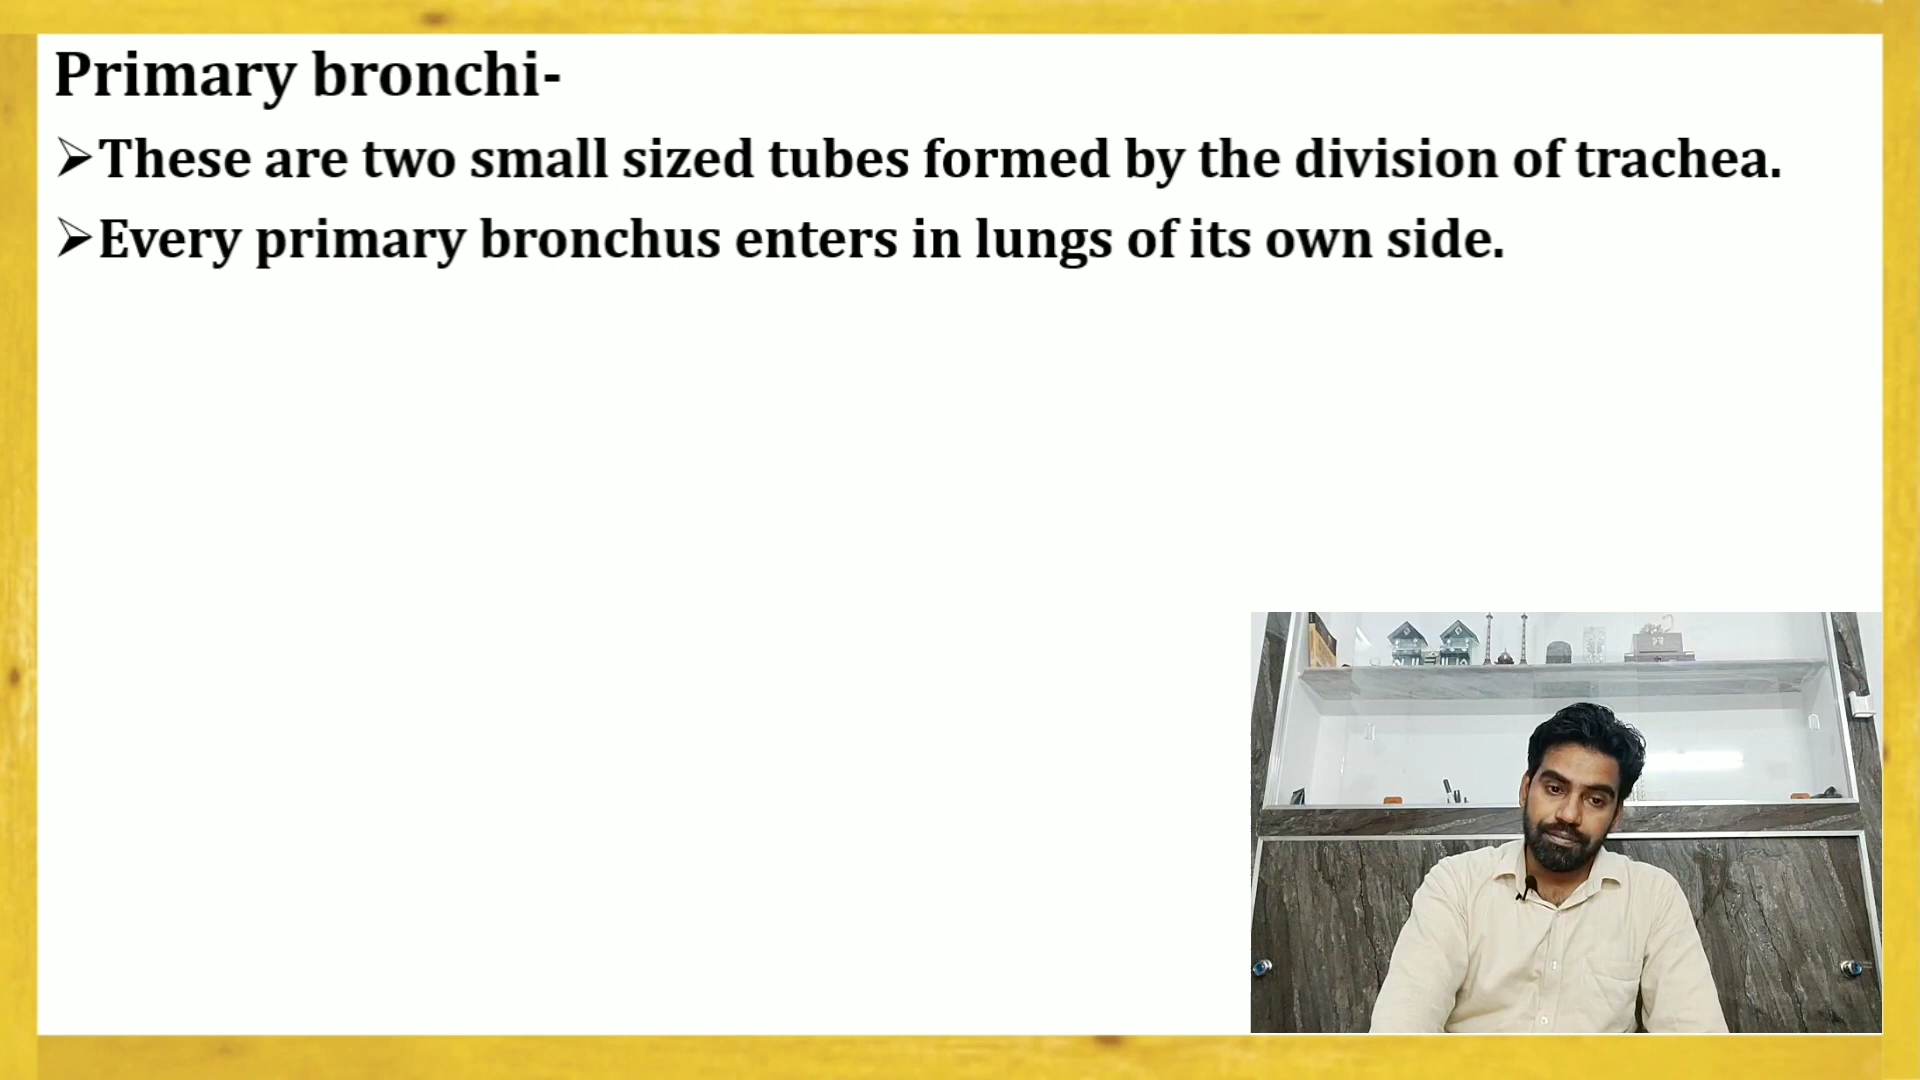 Primary bronchi-
➢These are two small sized tubes formed by the division of trachea.
➢Every primary bronchus enters in lungs of its own side.